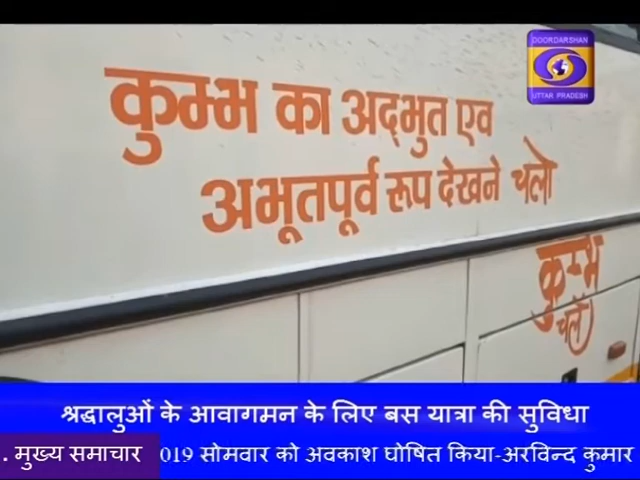 DOORDARSHAN
UTTAR PRADESH
कुम्भ का अद्भुत एव
अभूतपूर्व रूप देखने चलो
कुम्भ
चलें
श्रद्धालुओं के आवागमन के लिए बस यात्रा की सुविधा
. मुख्य समाचार 019 सोमवार को अवकाश घोषित किया-अरविन्द कुमार